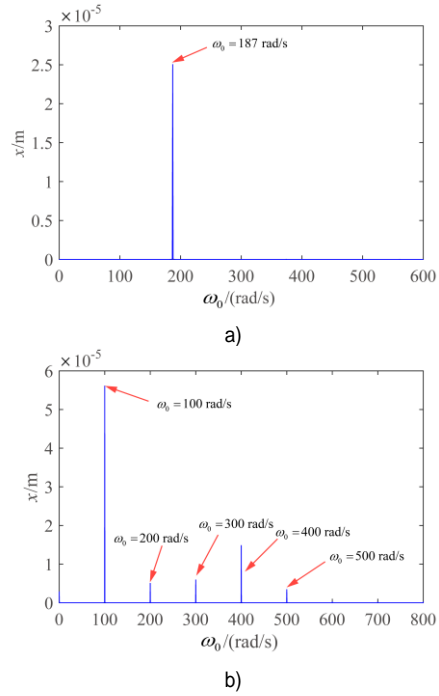 ×10⁻⁵
3
2.5
2
1.5
1
0.5
0
x/m
ω₀ = 187 rad/s
0 100 200 300 400 500 600
ω₀/(rad/s)
a)
×10⁻⁵
6
5
4
3
2
1
0
x/m
ω₀ = 100 rad/s
ω₀ = 200 rad/s
ω₀ = 300 rad/s
ω₀ = 400 rad/s
ω₀ = 500 rad/s
0 100 200 300 400 500 600 700 800
ω₀/(rad/s)
b)